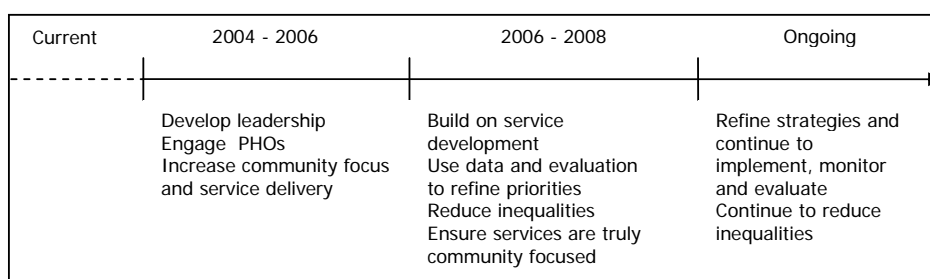 Current
2004 - 2006
2006 - 2008
Ongoing
Develop leadership
Engage PHOs
Increase community focus
and service delivery
Build on service
development
Use data and evaluation
to refine priorities
Reduce inequalities
Ensure services are truly
community focused
Refine strategies and
continue to
implement, monitor
and evaluate
Continue to reduce
inequalities